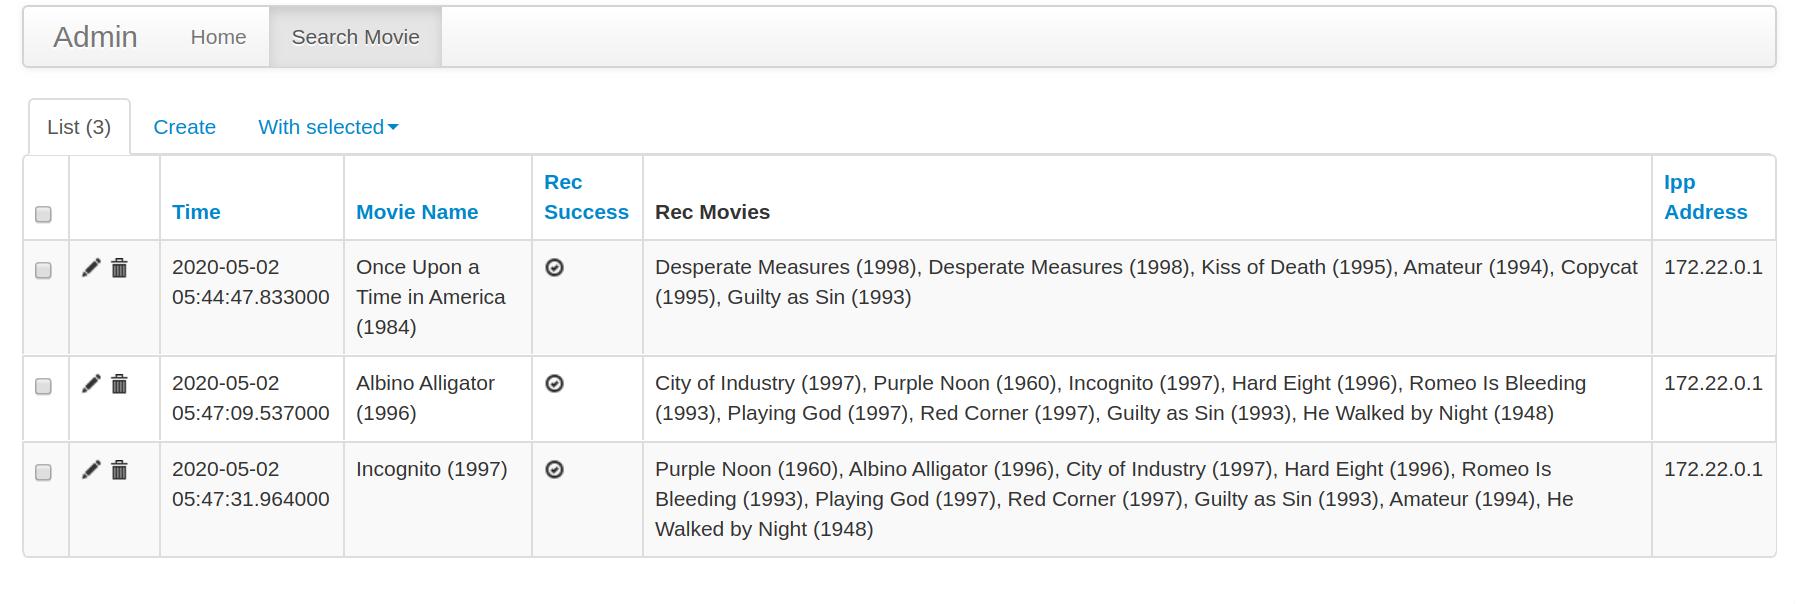 Admin Home Search Movie
List (3) Create With selected
Time Movie Name Rec Success Rec Movies Ipp Address
2020-05-02 05:44:47.833000
Once Upon a Time in America (1984)
Desperate Measures (1998), Desperate Measures (1998), Kiss of Death (1995), Amateur (1994), Copycat
(1995), Guilty as Sin (1993)
172.22.0.1
2020-05-02 05:47:09.537000
Albino Alligator (1996)
City of Industry (1997), Purple Noon (1960), Incognito (1997), Hard Eight (1996), Romeo Is Bleeding
(1993), Playing God (1997), Red Corner (1997), Guilty as Sin (1993), He Walked by Night (1948)
172.22.0.1
2020-05-02 05:47:31.964000
Incognito (1997)
Purple Noon (1960), Albino Alligator (1996), City of Industry (1997), Hard Eight (1996), Romeo Is
Bleeding (1993), Playing God (1997), Red Corner (1997), Guilty as Sin (1993), Amateur (1994), He
Walked by Night (1948)
172.22.0.1